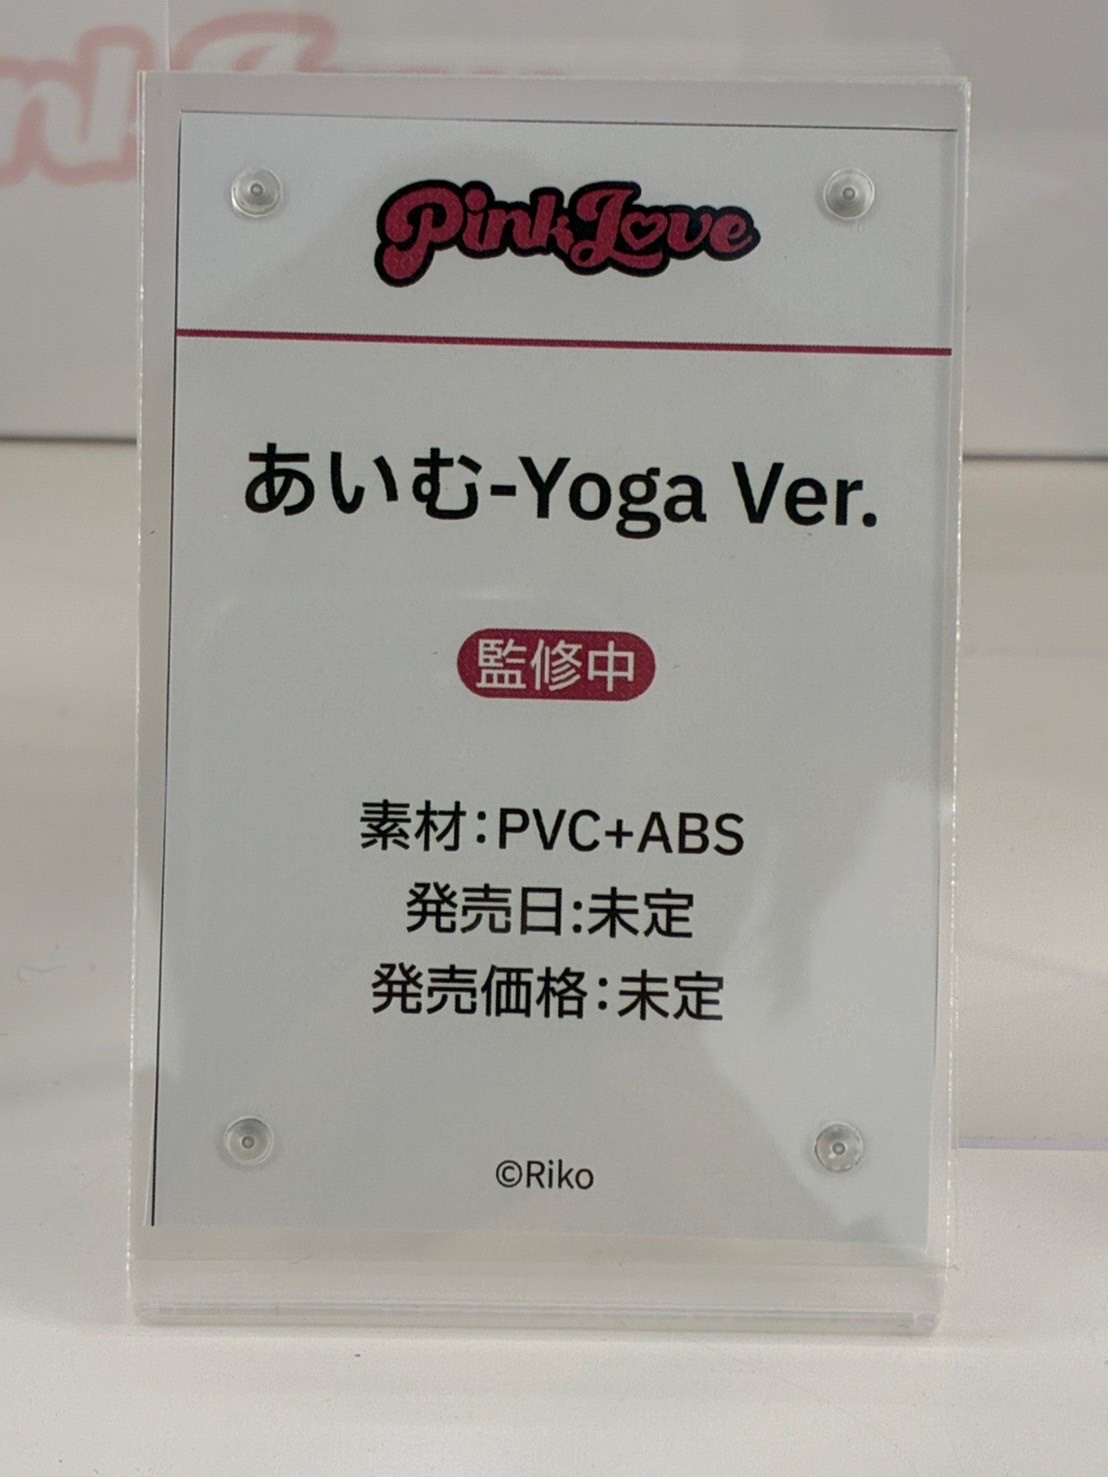 PinkLove
あいむ-Yoga Ver.
監修中
素材：PVC+ABS
発売日:未定
発売価格：未定
©Riko